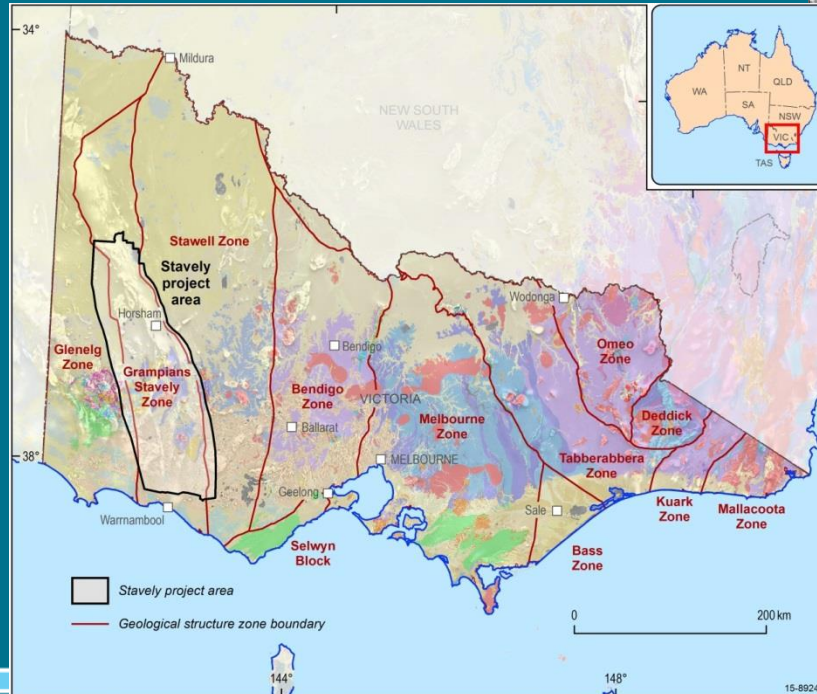 34°
Mildura
NEW SOUTH
WALES
WA
NT
QLD
SA
NSW
VIC
TAS
Stawell Zone
Stavely
project
area
Wodonga
Horsham
Omeo
Zone
Glenelg
Zone
Grampians
Stavely
Zone
Bendigo
Bendigo
Zone
VICTORIA
Melbourne
Zone
Deddick
Zone
Ballarat
38°
MELBOURNE
Tabberabbera
Zone
Geelong
Warrnambool
Sale
Kuark
Zone
Mallacoota
Zone
Selwyn
Block
Bass
Zone
Stavely project area
Geological structure zone boundary
0
200 km
144°
148°
15-8924